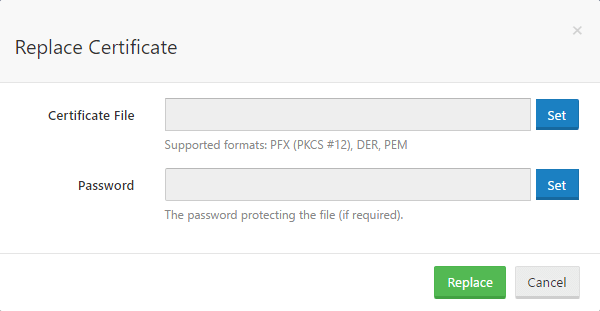 ×
Replace Certificate
Certificate File
Set
Supported formats: PFX (PKCS #12), DER, PEM
Password
Set
The password protecting the file (if required).
Replace
Cancel